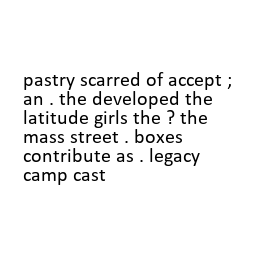 pastry scarred of accept ;
an . the developed the
latitude girls the ? the
mass street . boxes
contribute as . legacy
camp cast